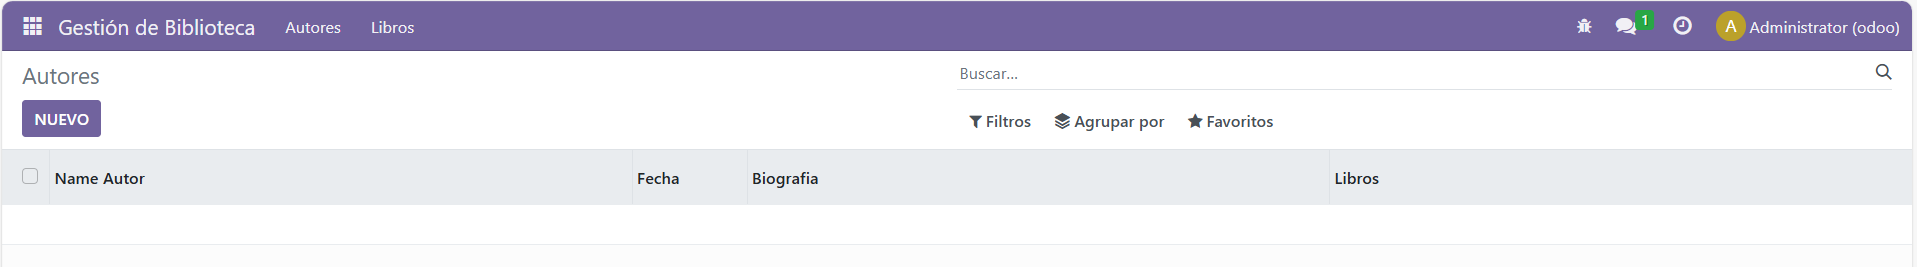 Gestión de Biblioteca Autores Libros 1 A Administrator (odoo)
Autores Buscar...
NUEVO Filtros Agrupar por Favoritos
Name Autor Fecha Biografia Libros